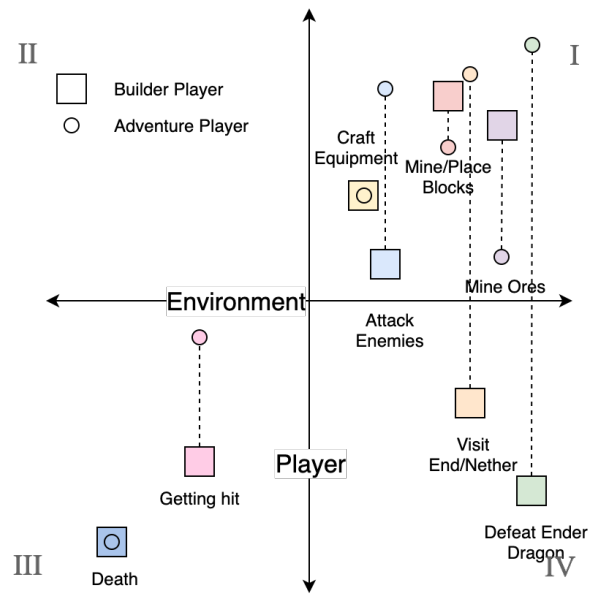 II
I
Builder Player
Adventure Player
Craft
Equipment
Mine/Place
Blocks
Mine Ores
Environment
Attack
Enemies
Player
Visit
End/Nether
Getting hit
Defeat Ender
Dragon
III
IV
Death